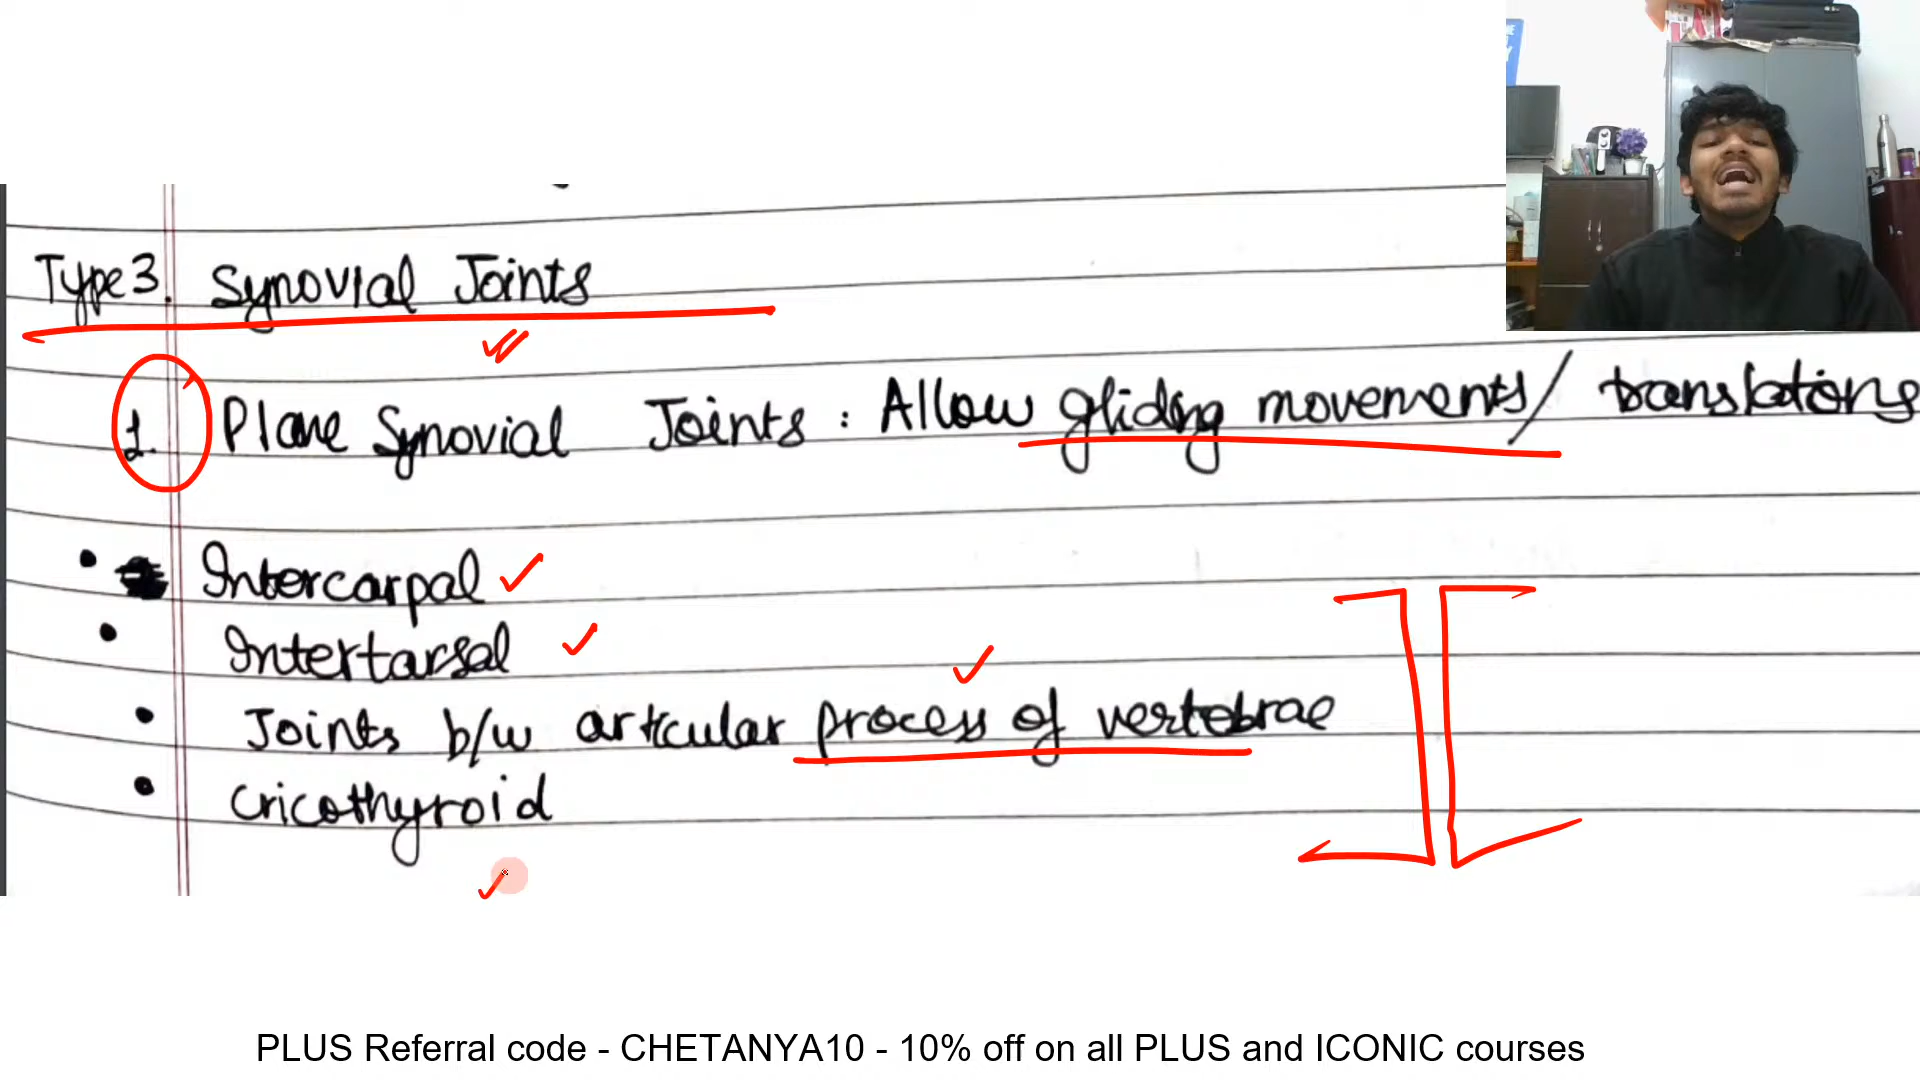 Type 3. Synovial Joints
1. Plane Synovial Joints : Allow gliding movements/ translations
• Intercarpal
• Intertarsal
• Joints b/w articular process of vertebrae
• Cricothyroid
PLUS Referral code - CHETANYA10 - 10% off on all PLUS and ICONIC courses